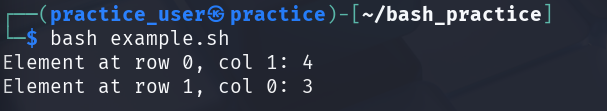 ┌──(practice_user㉿practice)-[~/bash_practice]
└─$ bash example.sh
Element at row 0, col 1: 4
Element at row 1, col 0: 3